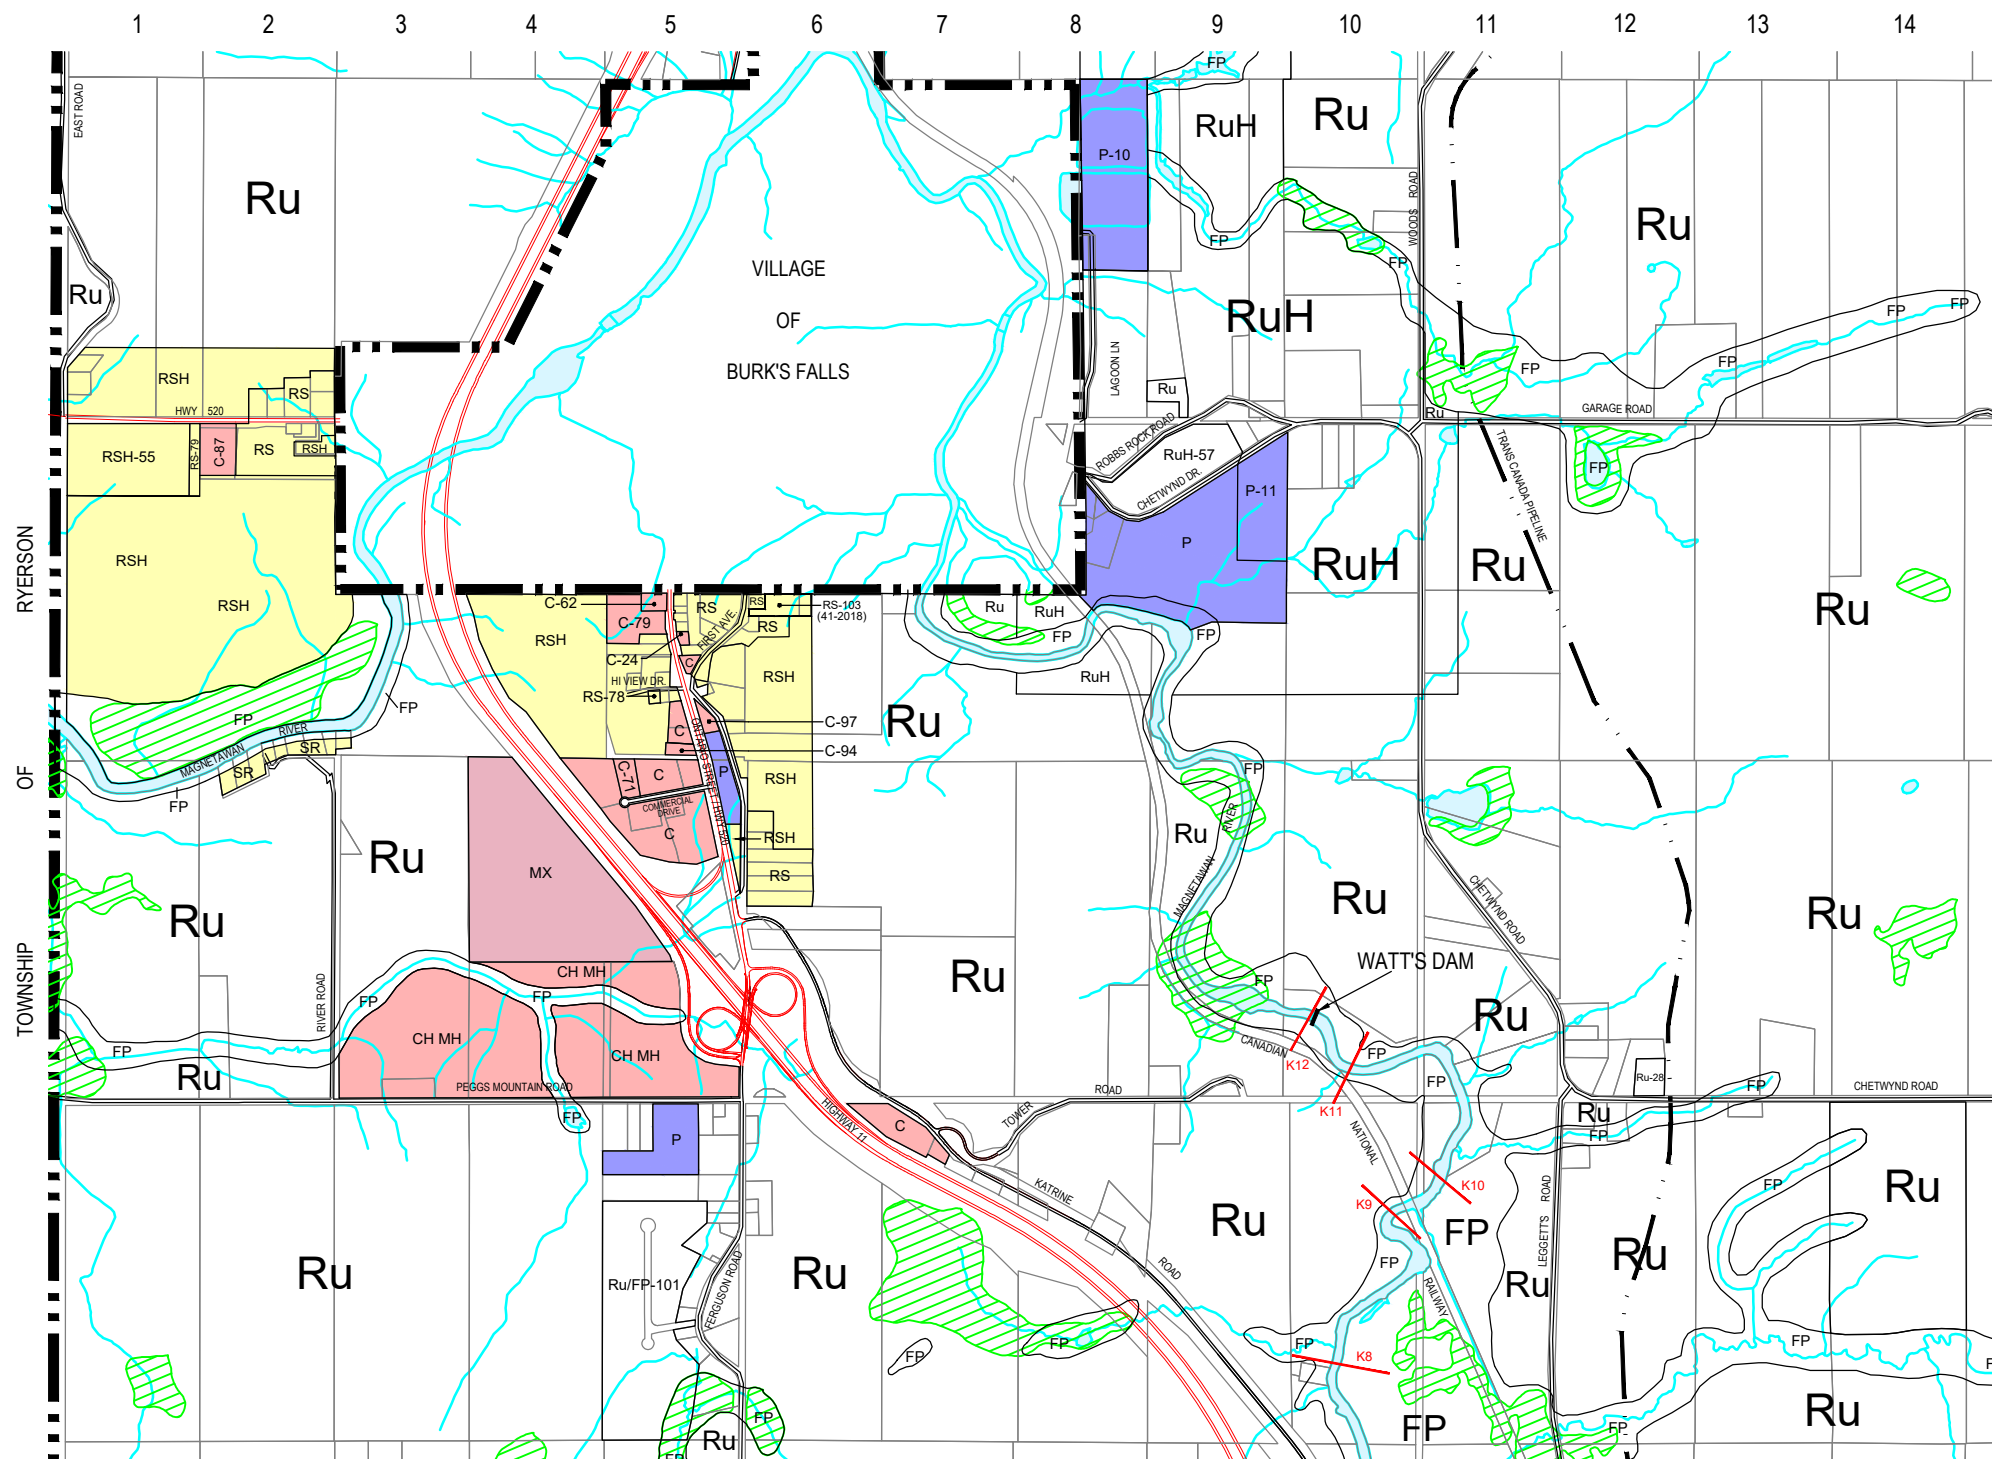 1 2 3 4 5 6 7 8 9 10 11 12 13 14
EAST ROAD
Ru
Ru
VILLAGE
OF
BURK'S FALLS
P-10
FP
RuH
Ru
WOODS ROAD
FP
FP
Ru
RuH
LAGOON LN
Ru
FP
FP
FP
FP
GARAGE ROAD
Ru
RSH
RS
HWY 520
RSH-55
RS-79
C-87
RS
RSH
ROBBS ROCK ROAD
RuH-57
CHETWYND DR.
P-11
P
RuH
Ru
TRANS CANADA PIPELINE
FP
Ru
RSH
RSH
RYERSON
OF
TOWNSHIP
C-62
C-79
C-24
RSH
HI VIEW DR.
RS-78
RS
FIRST AVE.
C
RS
RS
RS-103
(41-2018)
RSH
C-97
C-94
C
ONTARIO STREET / HWY 520
P
C-71
C
COMMERCIAL
DRIVE
C
RSH
RSH
RS
Ru
RuH
FP
FP
RuH
Ru
FP
FP
MAGNETAWAN
RIVER
SR
SR
FP
Ru
Ru
MX
CH MH
CH MH
CH MH
FP
FP
FP
Ru
RIVER ROAD
PEGGS MOUNTAIN ROAD
FP
Ru
Ru
FP
RIVER
MAGNETAWAN
Ru
CHETWYND ROAD
Ru
WATT'S DAM
FP
Ru
CANADIAN
K12
K11
FP
FP
Ru-28
FP
CHETWYND ROAD
Ru
FP
HIGHWAY 11
C
TOWER
ROAD
KATRINE
ROAD
NATIONAL
RAILWAY
K10
K9
FP
FP
Ru
LEGGETT'S ROAD
Ru
Ru
FP
Ru
P
Ru/FP-101
FERGUSON ROAD
Ru
Ru
FP
FP
FP
K8
FP
FP
FP
Ru
FP
Ru
FP